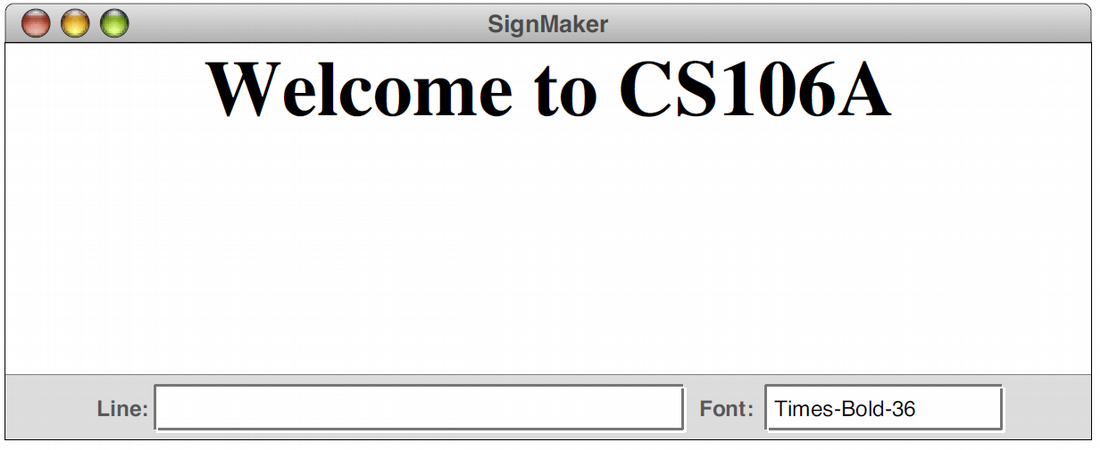 SignMaker
Welcome to CS106A
Line: Font: Times-Bold-36